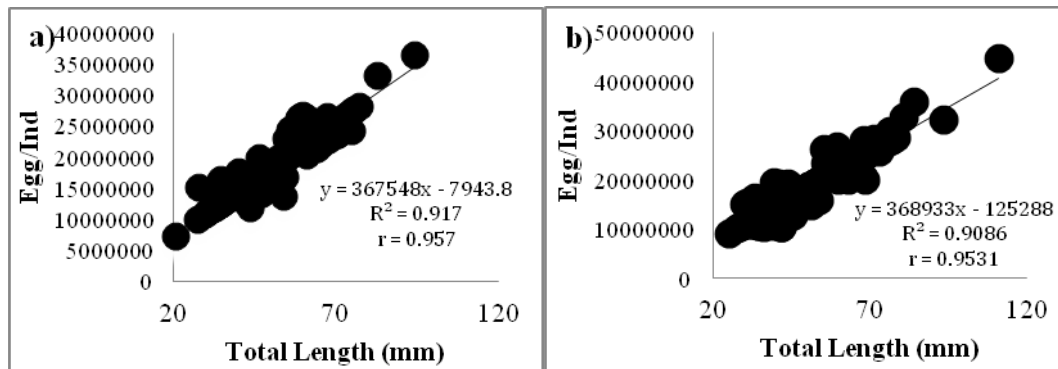 a)
Egg/Ind
40000000
35000000
30000000
25000000
20000000
15000000
10000000
5000000
0
y = 367548x - 7943.8
R² = 0.917
r = 0.957
20 70 120
Total Length (mm)
b)
Egg/Ind
50000000
40000000
30000000
20000000
10000000
0
y = 368933x - 125288
R² = 0.9086
r = 0.9531
20 70 120
Total Length (mm)